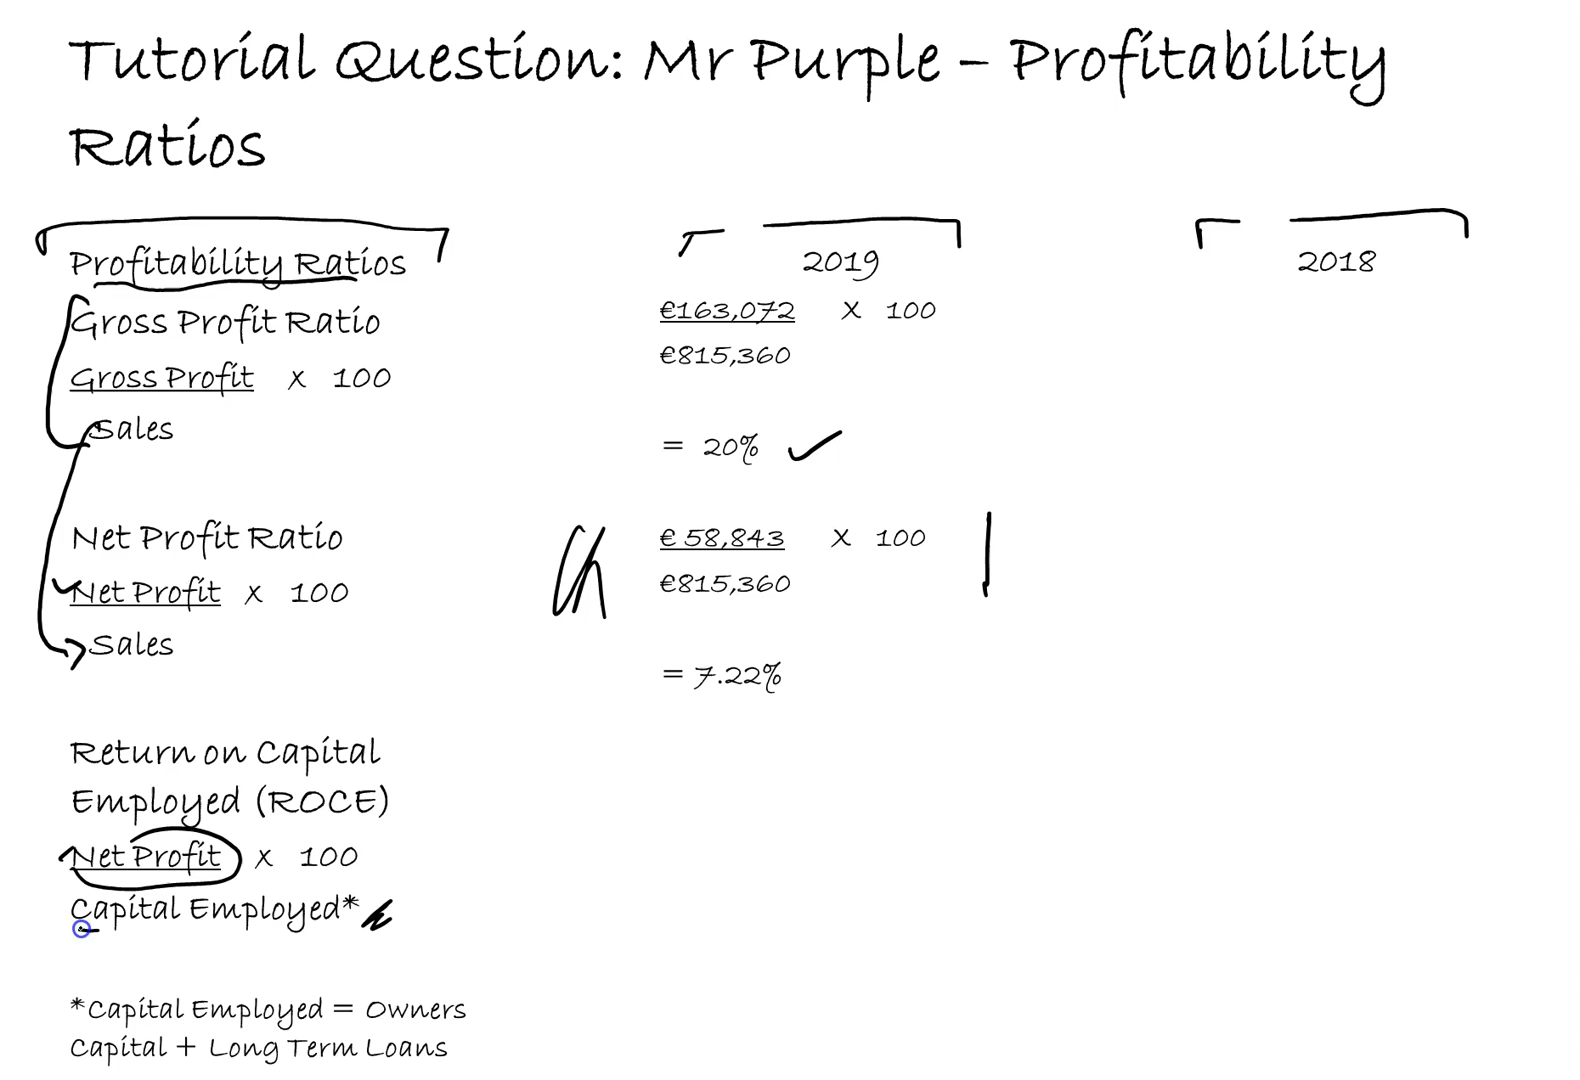 Tutorial Question: Mr Purple – Profitability
Ratios
Profitability Ratios
2019
2018
Gross Profit Ratio
€163,072 X 100
Gross Profit x 100
€815,360
Sales
= 20%
Net Profit Ratio
€ 58,843 X 100
Net Profit x 100
€815,360
Sales
= 7.22%
Return on Capital
Employed (ROCE)
Net Profit x 100
Capital Employed*
*Capital Employed = Owners
Capital + Long Term Loans